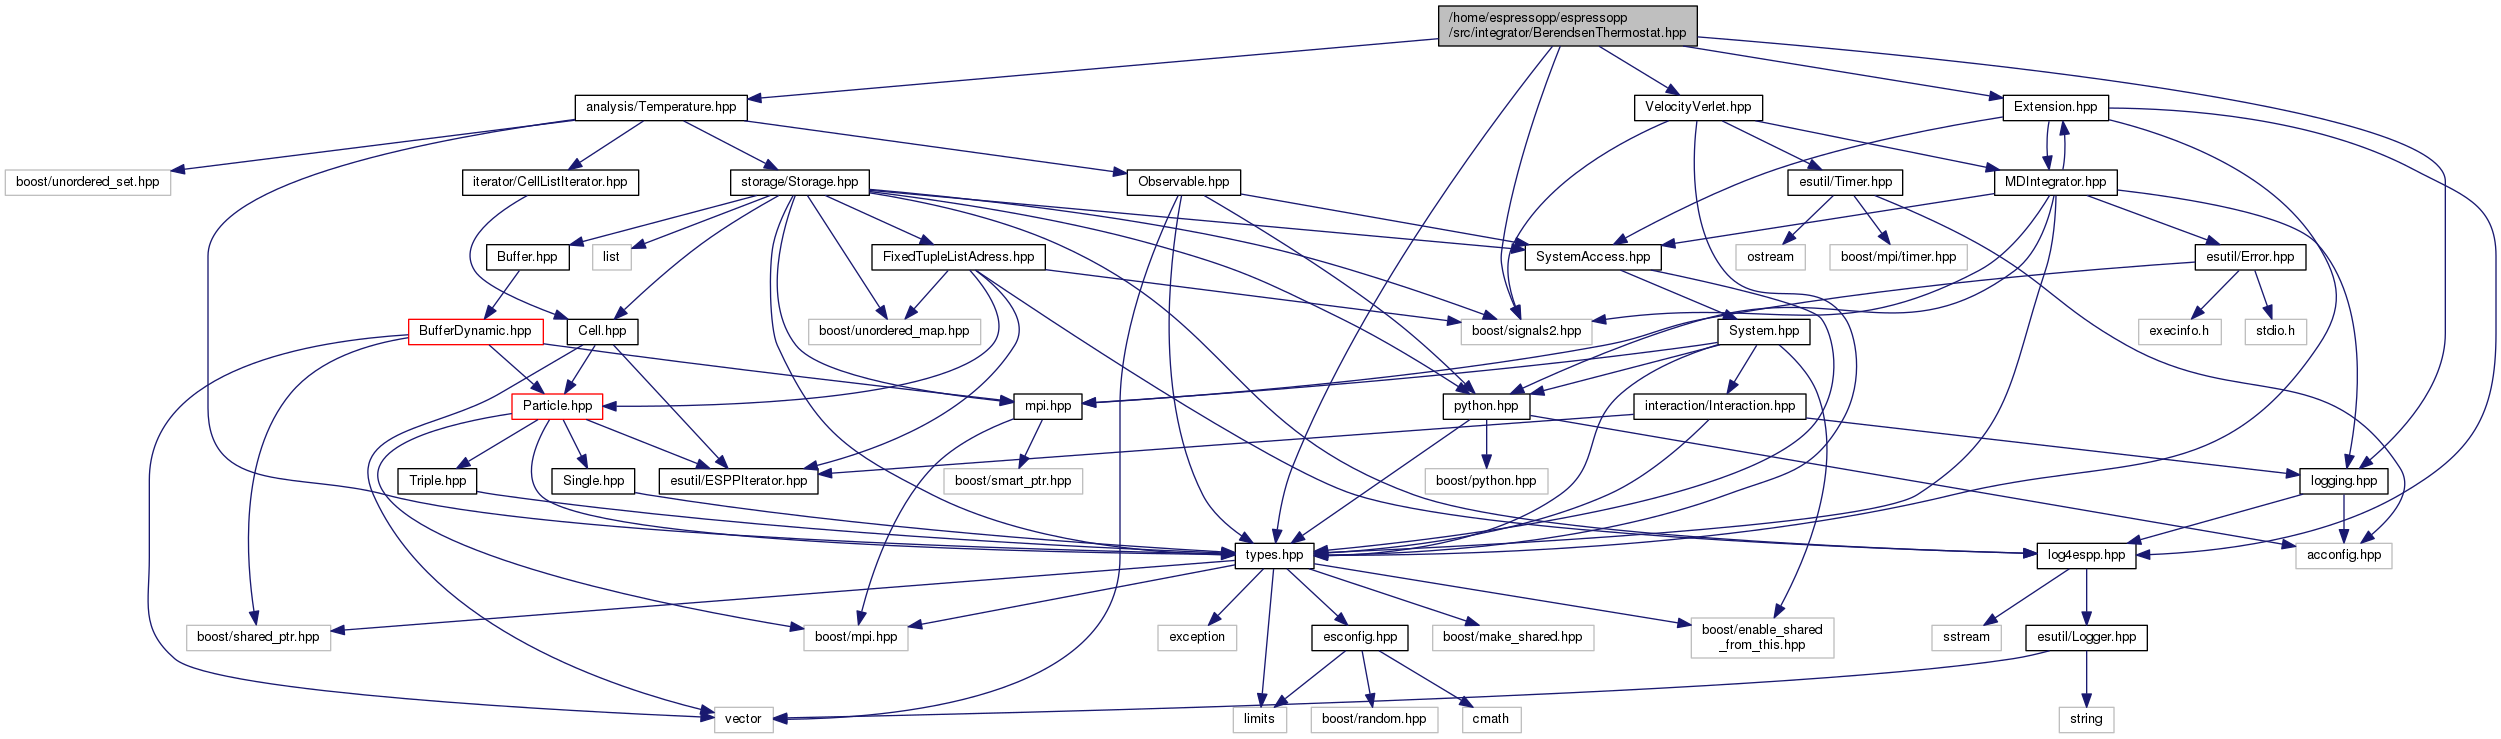 /home/espressopp/espressopp
/src/integrator/BerendsenThermostat.hpp
analysis/Temperature.hpp
VelocityVerlet.hpp
Extension.hpp
boost/unordered_set.hpp
iterator/CellListIterator.hpp
storage/Storage.hpp
Observable.hpp
esutil/Timer.hpp
MDIntegrator.hpp
Buffer.hpp
list
FixedTupleListAdress.hpp
SystemAccess.hpp
ostream
boost/mpi/timer.hpp
esutil/Error.hpp
BufferDynamic.hpp
Cell.hpp
boost/unordered_map.hpp
boost/signals2.hpp
System.hpp
execinfo.h
stdio.h
Particle.hpp
mpi.hpp
python.hpp
interaction/Interaction.hpp
Triple.hpp
Single.hpp
esutil/ESPPIterator.hpp
boost/smart_ptr.hpp
boost/python.hpp
logging.hpp
types.hpp
log4espp.hpp
acconfig.hpp
boost/shared_ptr.hpp
boost/mpi.hpp
exception
esconfig.hpp
boost/make_shared.hpp
boost/enable_shared
_from_this.hpp
sstream
esutil/Logger.hpp
vector
limits
boost/random.hpp
cmath
string